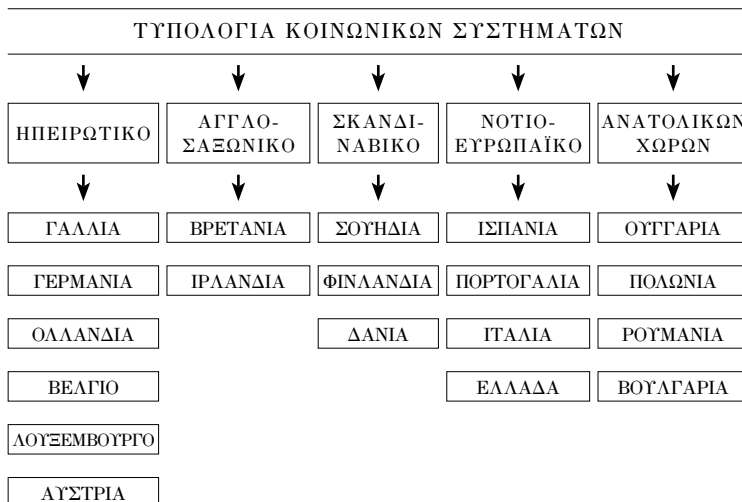 ΤΥΠΟΛΟΓΙΑ ΚΟΙΝΩΝΙΚΩΝ ΣΥΣΤΗΜΑΤΩΝ
ΗΠΕΙΡΩΤΙΚΟ
ΑΓΓΛΟ-
ΣΑΞΩΝΙΚΟ
ΣΚΑΝΔΙ-
ΝΑΒΙΚΟ
ΝΟΤΙΟ-
ΕΥΡΩΠΑΪΚΟ
ΑΝΑΤΟΛΙΚΩΝ
ΧΩΡΩΝ
ΓΑΛΛΙΑ
ΒΡΕΤΑΝΙΑ
ΣΟΥΗΔΙΑ
ΙΣΠΑΝΙΑ
ΟΥΓΓΑΡΙΑ
ΓΕΡΜΑΝΙΑ
ΙΡΛΑΝΔΙΑ
ΦΙΝΛΑΝΔΙΑ
ΠΟΡΤΟΓΑΛΙΑ
ΠΟΛΩΝΙΑ
ΟΛΛΑΝΔΙΑ
ΔΑΝΙΑ
ΙΤΑΛΙΑ
ΡΟΥΜΑΝΙΑ
ΒΕΛΓΙΟ
ΕΛΛΑΔΑ
ΒΟΥΛΓΑΡΙΑ
ΛΟΥΞΕΜΒΟΥΡΓΟ
ΑΥΣΤΡΙΑ